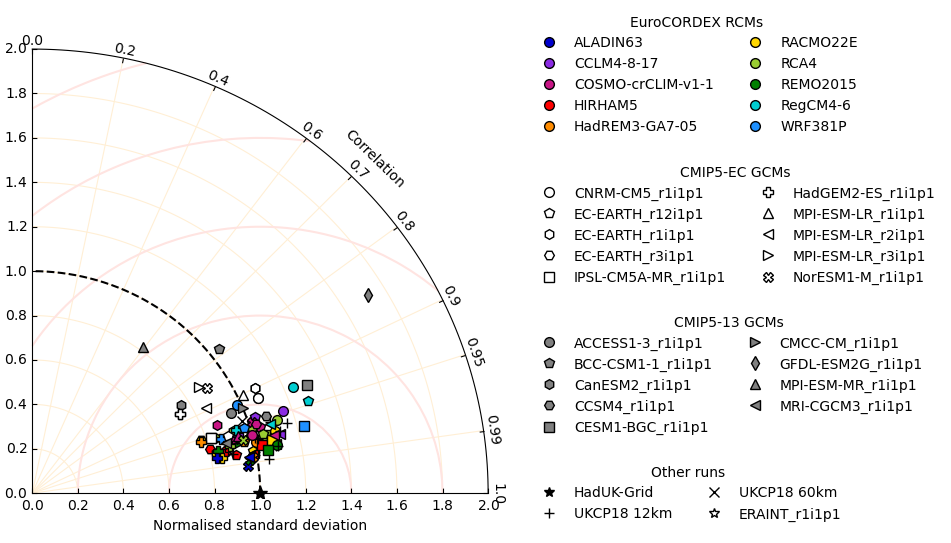 EuroCORDEX RCMs
ALADIN63 RACMO22E
CCLM4-8-17 RCA4
COSMO-crCLIM-v1-1 REMO2015
HIRHAM5 RegCM4-6
HadREM3-GA7-05 WRF381P
CMIP5-EC GCMs
CNRM-CM5_r1i1p1 HadGEM2-ES_r1i1p1
EC-EARTH_r12i1p1 MPI-ESM-LR_r1i1p1
EC-EARTH_r1i1p1 MPI-ESM-LR_r2i1p1
EC-EARTH_r3i1p1 MPI-ESM-LR_r3i1p1
IPSL-CM5A-MR_r1i1p1 NorESM1-M_r1i1p1
CMIP5-13 GCMs
ACCESS1-3_r1i1p1 CMCC-CM_r1i1p1
BCC-CSM1-1_r1i1p1 GFDL-ESM2G_r1i1p1
CanESM2_r1i1p1 MPI-ESM-MR_r1i1p1
CCSM4_r1i1p1 MRI-CGCM3_r1i1p1
CESM1-BGC_r1i1p1
Other runs
HadUK-Grid UKCP18 60km
UKCP18 12km ERAINT_r1i1p1
0.0
0.2
0.4
0.6
Correlation
0.7
0.8
0.9
0.95
0.99
1.0
2.0
1.8
1.6
1.4
1.2
1.0
0.8
0.6
0.4
0.2
0.0
0.0 0.2 0.4 0.6 0.8 1.0 1.2 1.4 1.6 1.8 2.0
Normalised standard deviation